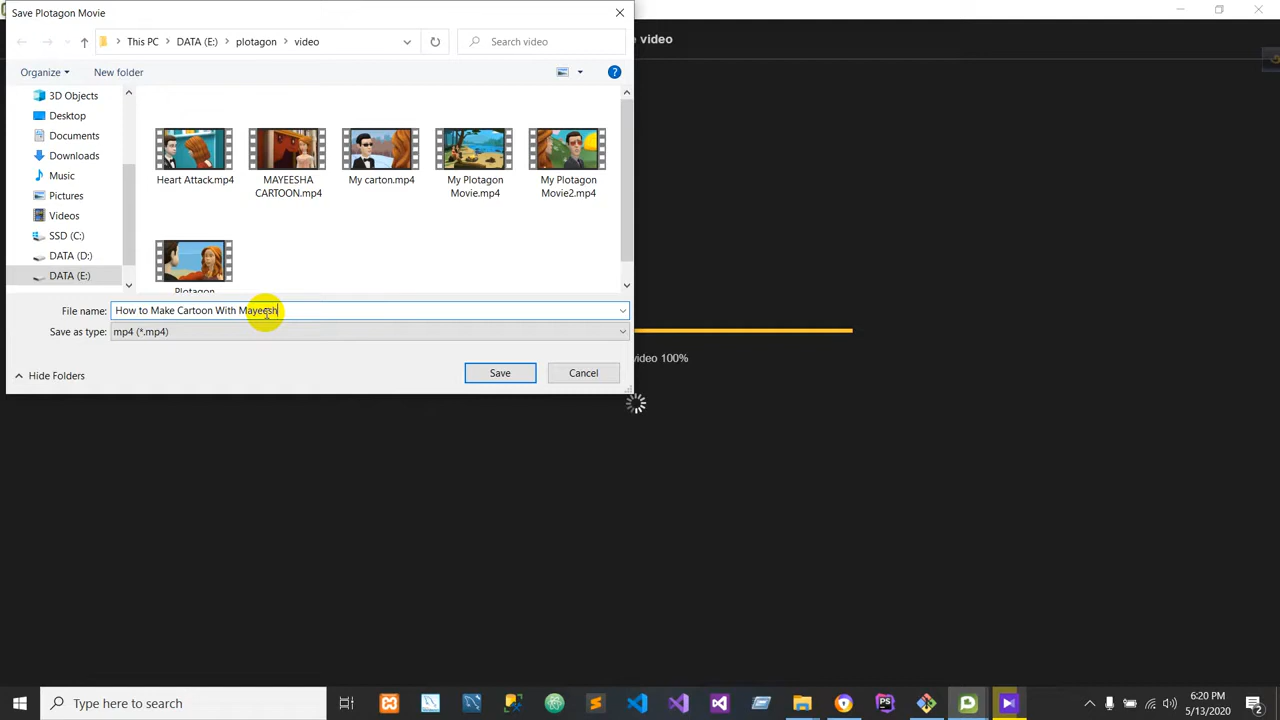 Save Plotagon Movie
This PC > DATA (E:) > plotagon > video
Search video
e video
Organize
New folder
3D Objects
Desktop
Documents
Downloads
Music
Pictures
Videos
SSD (C:)
DATA (D:)
DATA (E:)
Heart Attack.mp4
MAYEESHA
CARTOON.mp4
My carton.mp4
My Plotagon
Movie.mp4
My Plotagon
Movie2.mp4
Plotagon
File name: How to Make Cartoon With Mayeesh
Save as type: mp4 (*.mp4)
Hide Folders
Save
Cancel
video 100%
Type here to search
PS
6:20 PM
5/13/2020
2